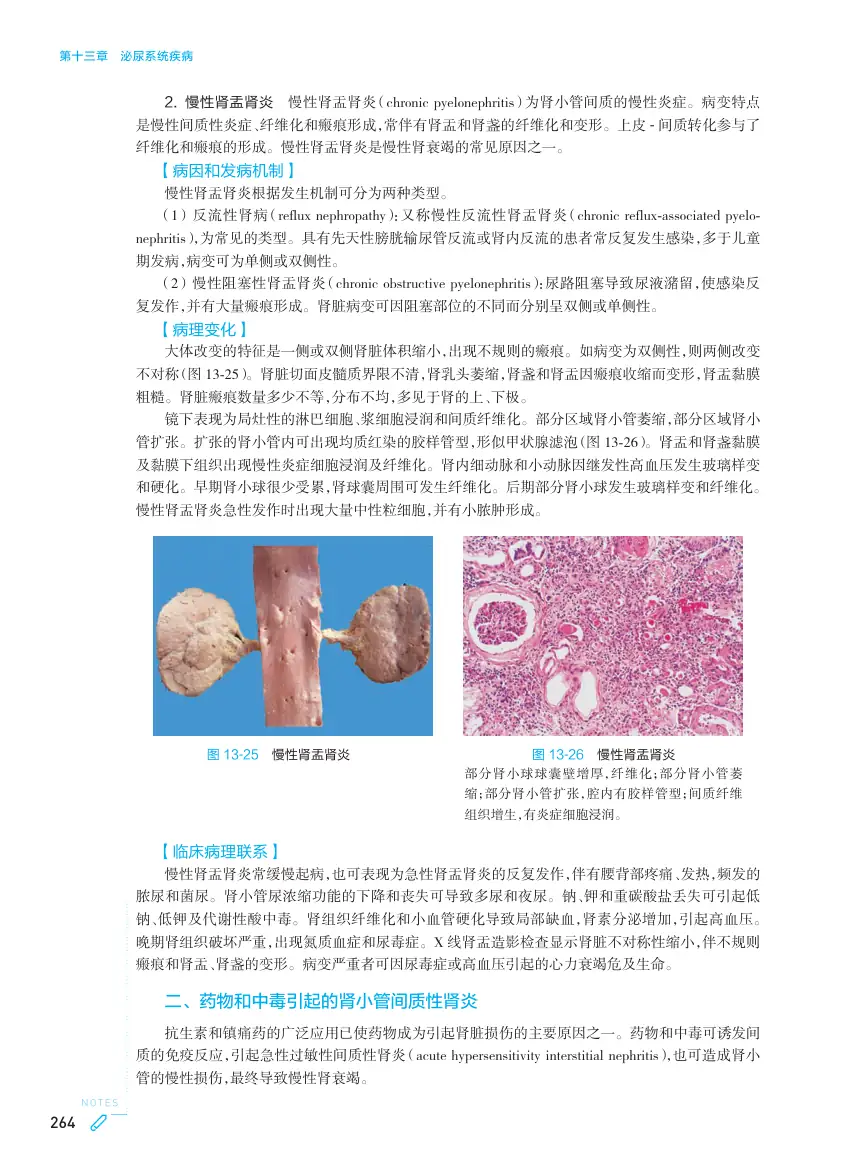 第十三章 泌尿系统疾病
2. 慢性肾盂肾炎 慢性肾盂肾炎（chronic pyelonephritis）为肾小管间质的慢性炎症。病变特点
是慢性间质性炎症、纤维化和瘢痕形成，常伴有肾盂和肾盏的纤维化和变形。上皮 - 间质转化参与了
纤维化和瘢痕的形成。慢性肾盂肾炎是慢性肾衰竭的常见原因之一。
【病因和发病机制】
慢性肾盂肾炎根据发生机制可分为两种类型。
（1）反流性肾病（reflux nephropathy）：又称慢性反流性肾盂肾炎（chronic reflux-associated pyelo-
nephritis），为常见的类型。具有先天性膀胱输尿管反流或肾内反流的患者常反复发生感染，多于儿童
期发病，病变可为单侧或双侧性。
（2）慢性阻塞性肾盂肾炎（chronic obstructive pyelonephritis）：尿路阻塞导致尿液潴留，使感染反
复发作，并有大量瘢痕形成。肾脏病变可因阻塞部位的不同而分别呈双侧或单侧性。
【病理变化】
大体改变的特征是一侧或双侧肾脏体积缩小，出现不规则的瘢痕。如病变为双侧性，则两侧改变
不对称（图 13-25）。肾脏切面皮髓质界限不清，肾乳头萎缩，肾盏和肾盂因瘢痕收缩而变形，肾盂黏膜
粗糙。肾脏瘢痕数量多少不等，分布不均，多见于肾的上、下极。
镜下表现为局灶性的淋巴细胞、浆细胞浸润和间质纤维化。部分区域肾小管萎缩，部分区域肾小
管扩张。扩张的肾小管内可出现均质红染的胶样管型，形似甲状腺滤泡（图 13-26）。肾盂和肾盏黏膜
及黏膜下组织出现慢性炎症细胞浸润及纤维化。肾内细动脉和小动脉因继发性高血压发生玻璃样变
和硬化。早期肾小球很少受累，肾球囊周围可发生纤维化。后期部分肾小球发生玻璃样变和纤维化。
慢性肾盂肾炎急性发作时出现大量中性粒细胞，并有小脓肿形成。
图 13-25 慢性肾盂肾炎
图 13-26 慢性肾盂肾炎
部分肾小球球囊壁增厚，纤维化；部分肾小管萎
缩；部分肾小管扩张，腔内有胶样管型；间质纤维
组织增生，有炎症细胞浸润。
【临床病理联系】
慢性肾盂肾炎常缓慢起病，也可表现为急性肾盂肾炎的反复发作，伴有腰背部疼痛、发热，频发的
脓尿和菌尿。肾小管尿浓缩功能的下降和丧失可导致多尿和夜尿。钠、钾和重碳酸盐丢失可引起低
钠、低钾及代谢性酸中毒。肾组织纤维化和小血管硬化导致局部缺血，肾素分泌增加，引起高血压。
晚期肾组织破坏严重，出现氮质血症和尿毒症。X 线肾盂造影检查显示肾脏不对称性缩小，伴不规则
瘢痕和肾盂、肾盏的变形。病变严重者可因尿毒症或高血压引起的心力衰竭危及生命。
二、药物和中毒引起的肾小管间质性肾炎
抗生素和镇痛药的广泛应用已使药物成为引起肾脏损伤的主要原因之一。药物和中毒可诱发间
质的免疫反应，引起急性过敏性间质性肾炎（acute hypersensitivity interstitial nephritis），也可造成肾小
管的慢性损伤，最终导致慢性肾衰竭。
NOTES
264